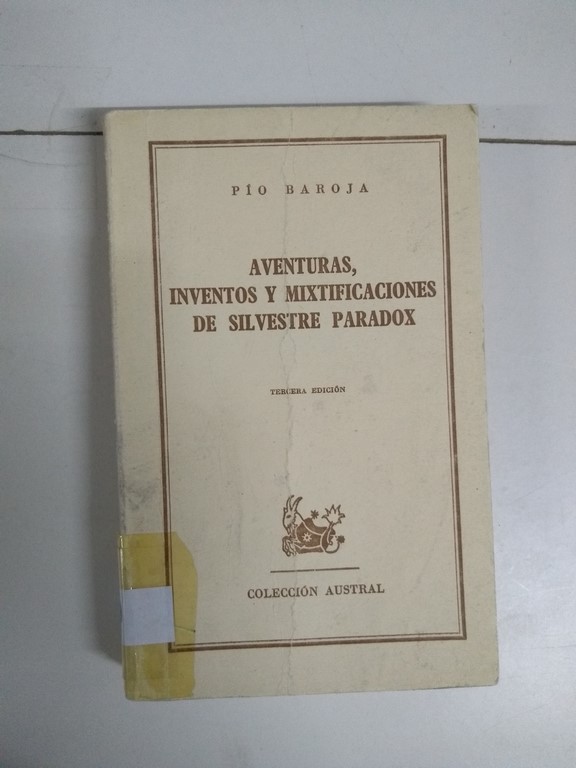 PÍO BAROJA
AVENTURAS,
INVENTOS Y MIXTIFICACIONES
DE SILVESTRE PARADOX
TERCERA EDICIÓN
COLECCIÓN AUSTRAL